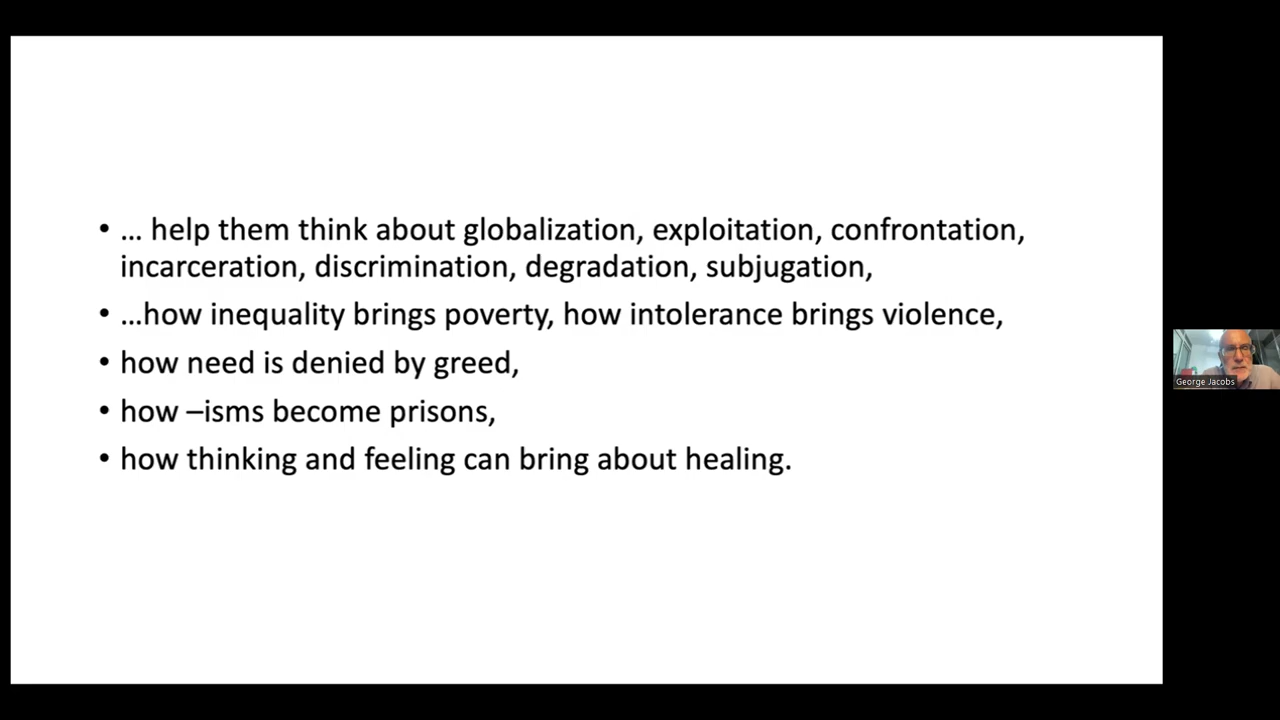 • … help them think about globalization, exploitation, confrontation,
incarceration, discrimination, degradation, subjugation,
• …how inequality brings poverty, how intolerance brings violence,
• how need is denied by greed,
• how –isms become prisons,
• how thinking and feeling can bring about healing.
George Jacobs